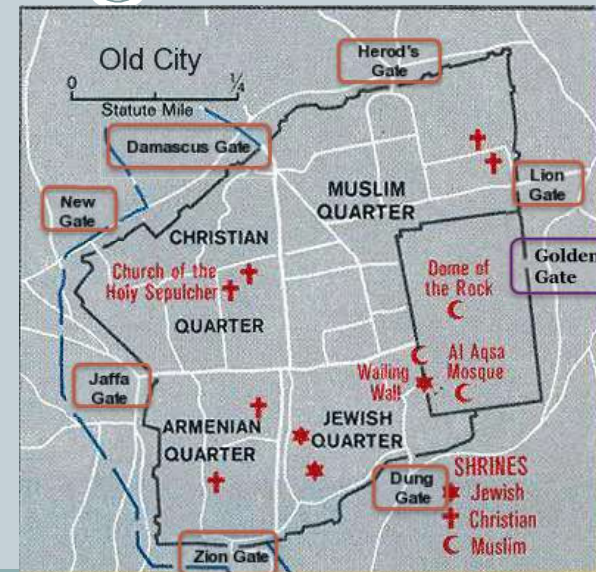 Old City
0 ¼
Statute Mile
Herod's
Gate
Damascus Gate
New
Gate
Lion
Gate
MUSLIM
QUARTER
CHRISTIAN
Church of the
Holy Sepulcher
QUARTER
Golden
Gate
Dome of
the Rock
Al Aqsa
Mosque
Wailing
Wall
Jaffa
Gate
ARMENIAN
QUARTER
JEWISH
QUARTER
Dung
Gate
Zion Gate
SHRINES
Jewish
Christian
Muslim